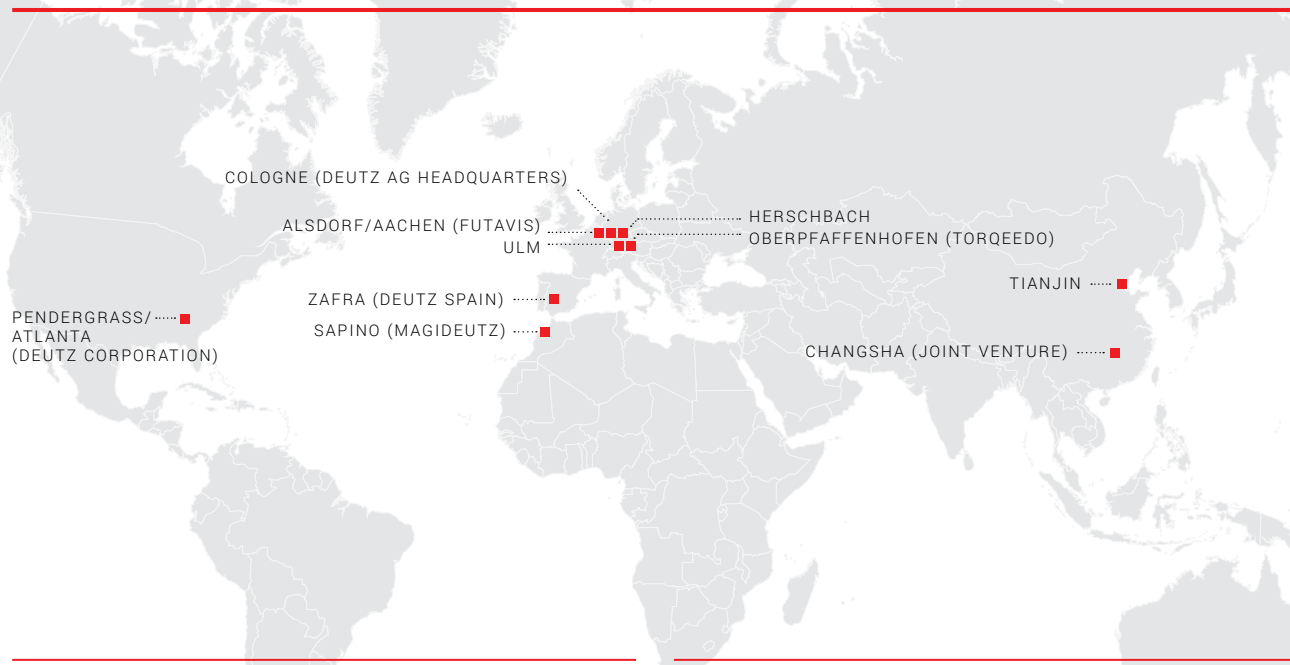 COLOGNE (DEUTZ AG HEADQUARTERS)
ALSDORF/AACHEN (FUTAVIS)
ULM
HERSCHBACH
OBERPFAFFENHOFEN (TORQEEDO)
TIANJIN
ZAFRA (DEUTZ SPAIN)
SAPINO (MAGIDEUTZ)
PENDERGRASS/
ATLANTA
(DEUTZ CORPORATION)
CHANGSHA (JOINT VENTURE)